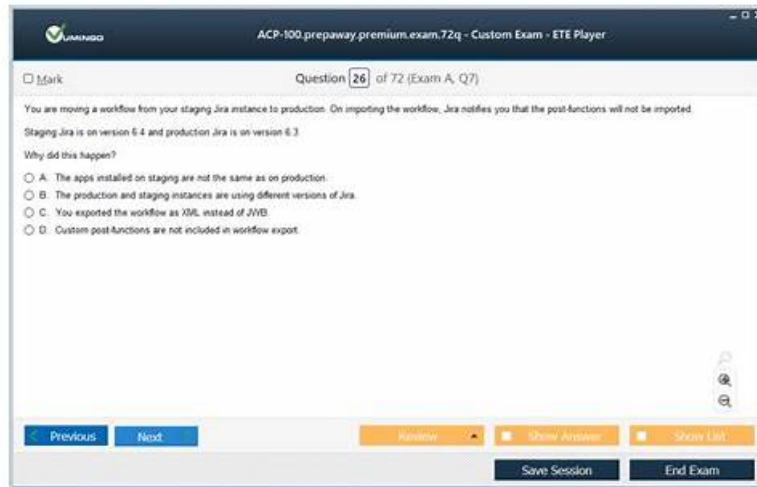 VUMINGO
ACP-100.prepaway.premium.exam.72q - Custom Exam - ETE Player
Mark
Question 26 of 72 (Exam A, Q7)
You are moving a workflow from your staging Jira instance to production. On importing the workflow, Jira notifies you that the post-functions will not be imported.
Staging Jira is on version 6.4 and production Jira is on version 6.3
Why did this happen?
A. The apps installed on staging are not the same as on production.
B. The production and staging instances are using different versions of Jira.
C. You exported the workflow as XML instead of JWB.
D. Custom post-functions are not included in workflow export.
Previous
Next
Review
Show Answer
Show List
Save Session
End Exam